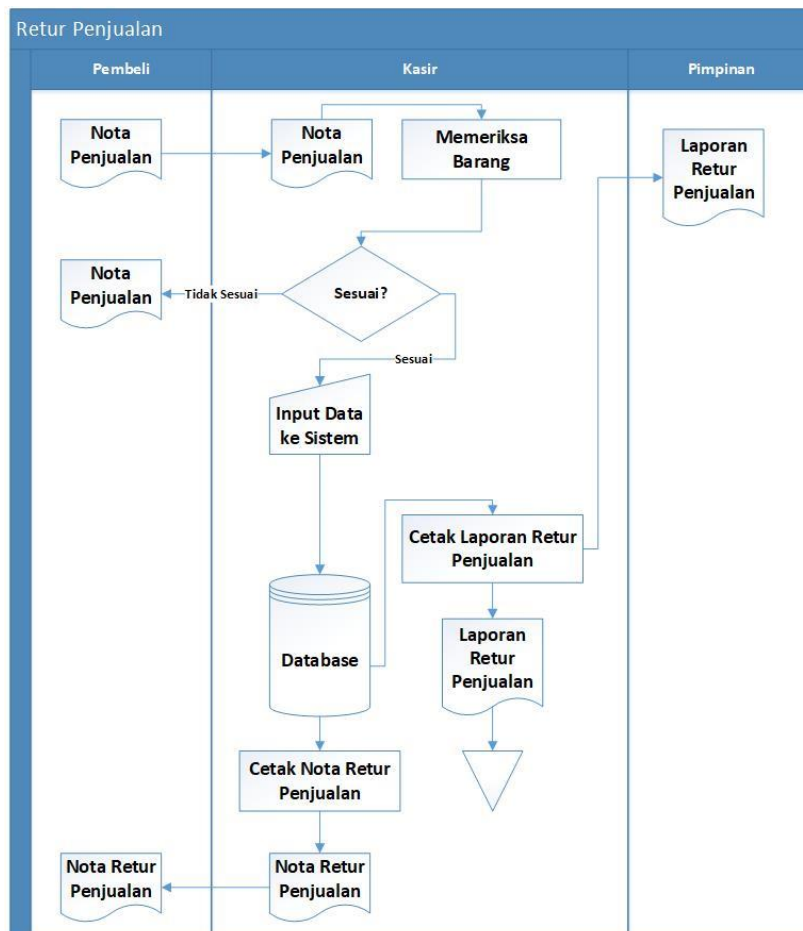 Retur Penjualan
Pembeli
Kasir
Pimpinan
Nota
Penjualan
Nota
Penjualan
Memeriksa
Barang
Laporan
Retur
Penjualan
Nota
Penjualan
Tidak Sesuai
Sesuai?
Sesuai
Input Data
ke Sistem
Cetak Laporan Retur
Penjualan
Database
Laporan
Retur
Penjualan
Cetak Nota Retur
Penjualan
Nota Retur
Penjualan
Nota Retur
Penjualan